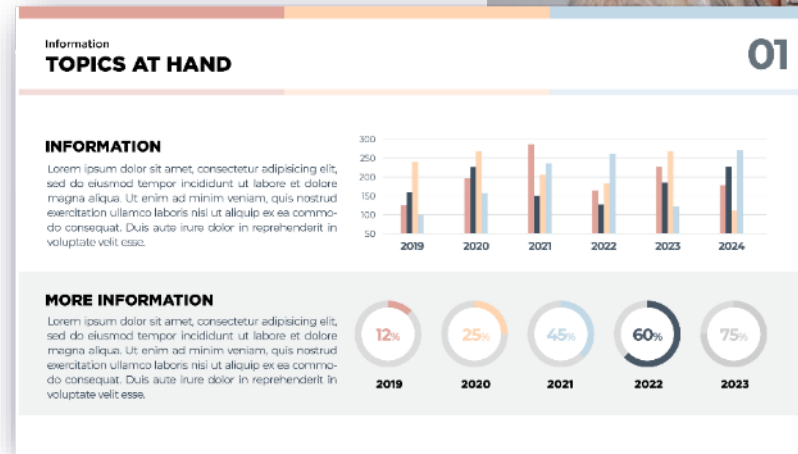 Information
TOPICS AT HAND
01
INFORMATION
Lorem ipsum dolor sit amet, consectetur adipisicing elit,
sed do eiusmod tempor incididunt ut labore et dolore
magna aliqua. Ut enim ad minim veniam, quis nostrud
exercitation ullamco laboris nisi ut aliquip ex ea commo-
do consequat. Duis aute irure dolor in reprehenderit in
voluptate velit esse.
300
250
200
150
100
50
2019 2020 2021 2022 2023 2024
MORE INFORMATION
Lorem ipsum dolor sit amet, consectetur adipisicing elit,
sed do eiusmod tempor incididunt ut labore et dolore
magna aliqua. Ut enim ad minim veniam, quis nostrud
exercitation ullamco laboris nisi ut aliquip ex ea commo-
do consequat. Duis aute irure dolor in reprehenderit in
voluptate velit esse.
12% 25% 45% 60% 75%
2019 2020 2021 2022 2023